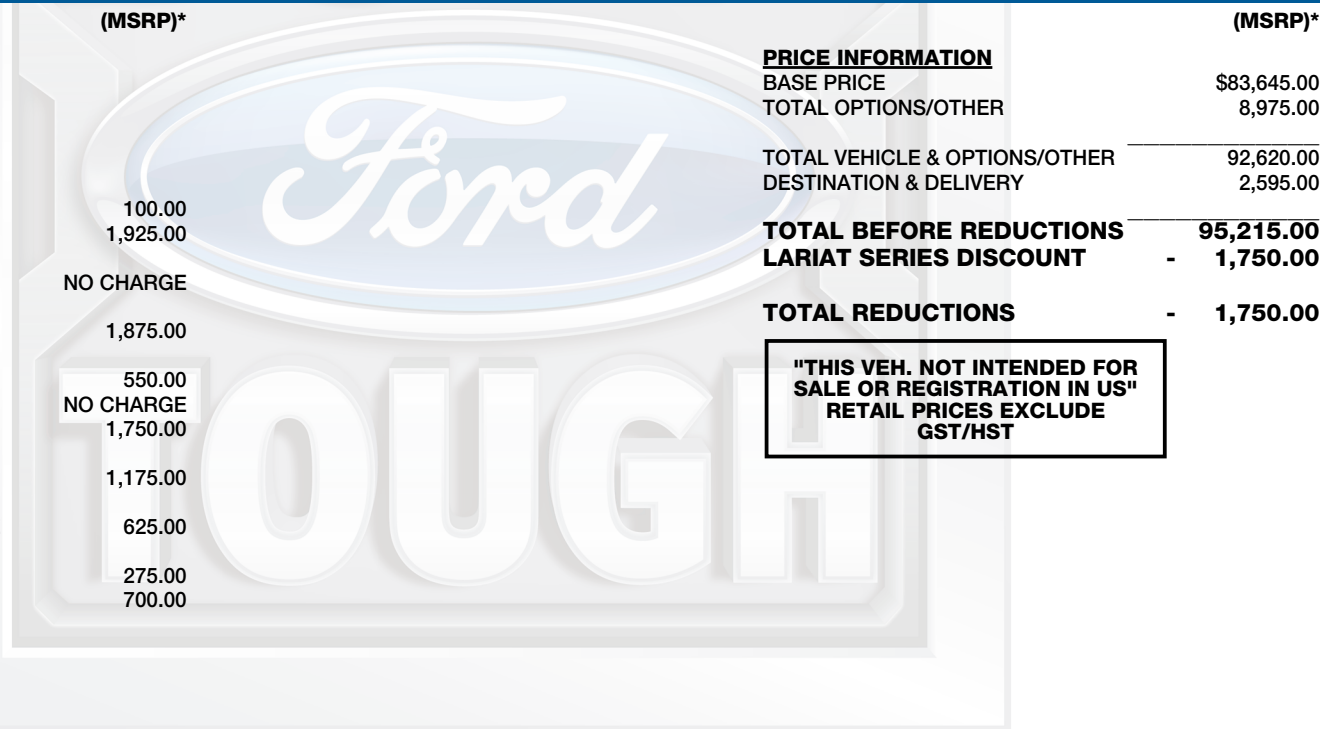 (MSRP)*
100.00
1,925.00
NO CHARGE
1,875.00
550.00
NO CHARGE
1,750.00
1,175.00
625.00
275.00
700.00
Ford
TOUGH
(MSRP)*
PRICE INFORMATION
BASE PRICE $83,645.00
TOTAL OPTIONS/OTHER 8,975.00
TOTAL VEHICLE & OPTIONS/OTHER 92,620.00
DESTINATION & DELIVERY 2,595.00
TOTAL BEFORE REDUCTIONS 95,215.00
LARIAT SERIES DISCOUNT - 1,750.00
TOTAL REDUCTIONS - 1,750.00
"THIS VEH. NOT INTENDED FOR
SALE OR REGISTRATION IN US"
RETAIL PRICES EXCLUDE
GST/HST